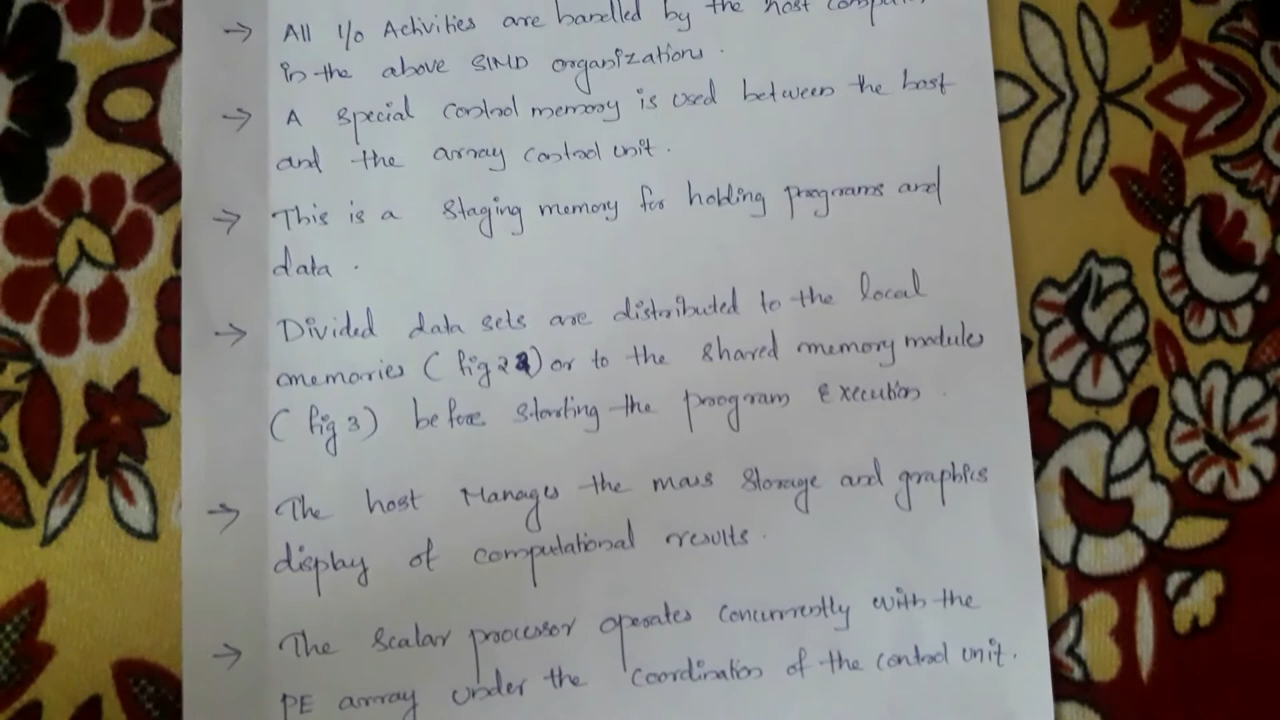 → All I/o Activities are handled by the host computer
in the above SIMD organizations.
→ A special control memory is used between the host
and the array control unit.
→ This is a staging memory for holding programs and
data.
→ Divided data sets are distributed to the local
memories (fig 2) or to the shared memory modules
(fig 3) before starting the program Execution.
→ The host Manages the mass storage and graphics
display of computational results.
→ The scalar processor operates concurrently with the
PE array under the coordination of the control unit.